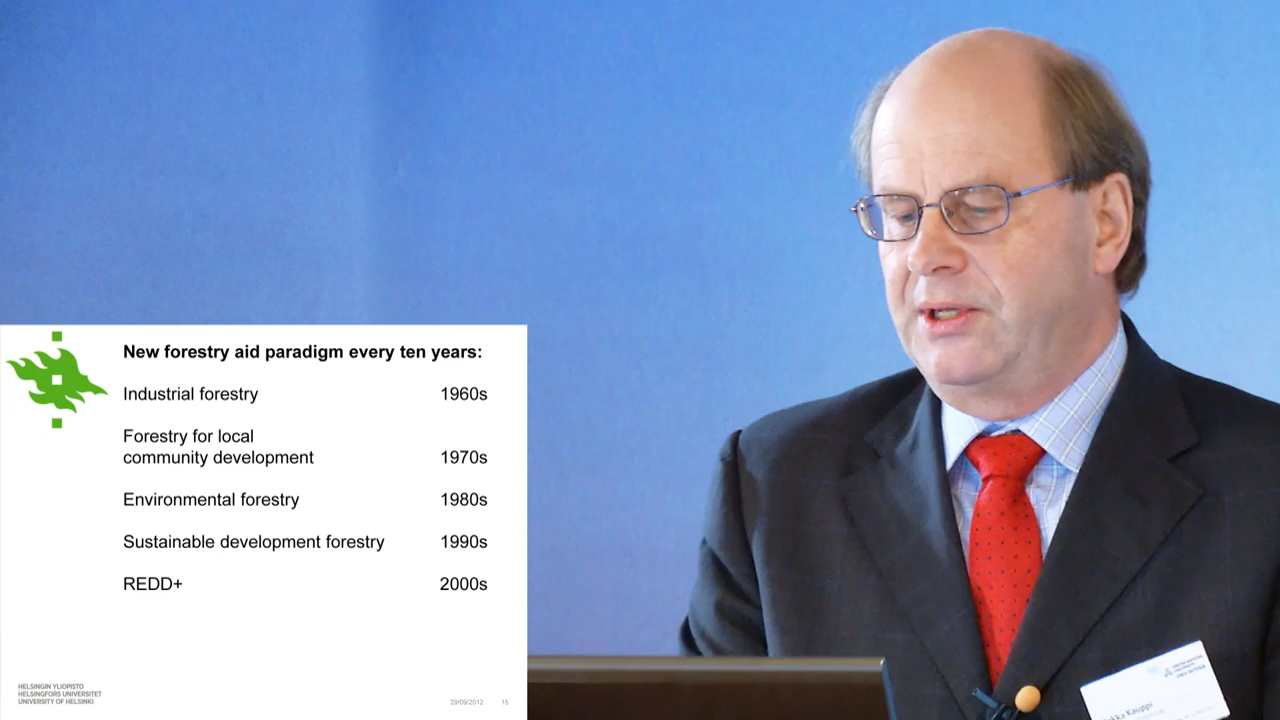 New forestry aid paradigm every ten years:
Industrial forestry 1960s
Forestry for local
community development 1970s
Environmental forestry 1980s
Sustainable development forestry 1990s
REDD+ 2000s
HELSINGIN YLIOPISTO
HELSINGFORS UNIVERSITET
UNIVERSITY OF HELSINKI
29/09/2012 15
Kauppi